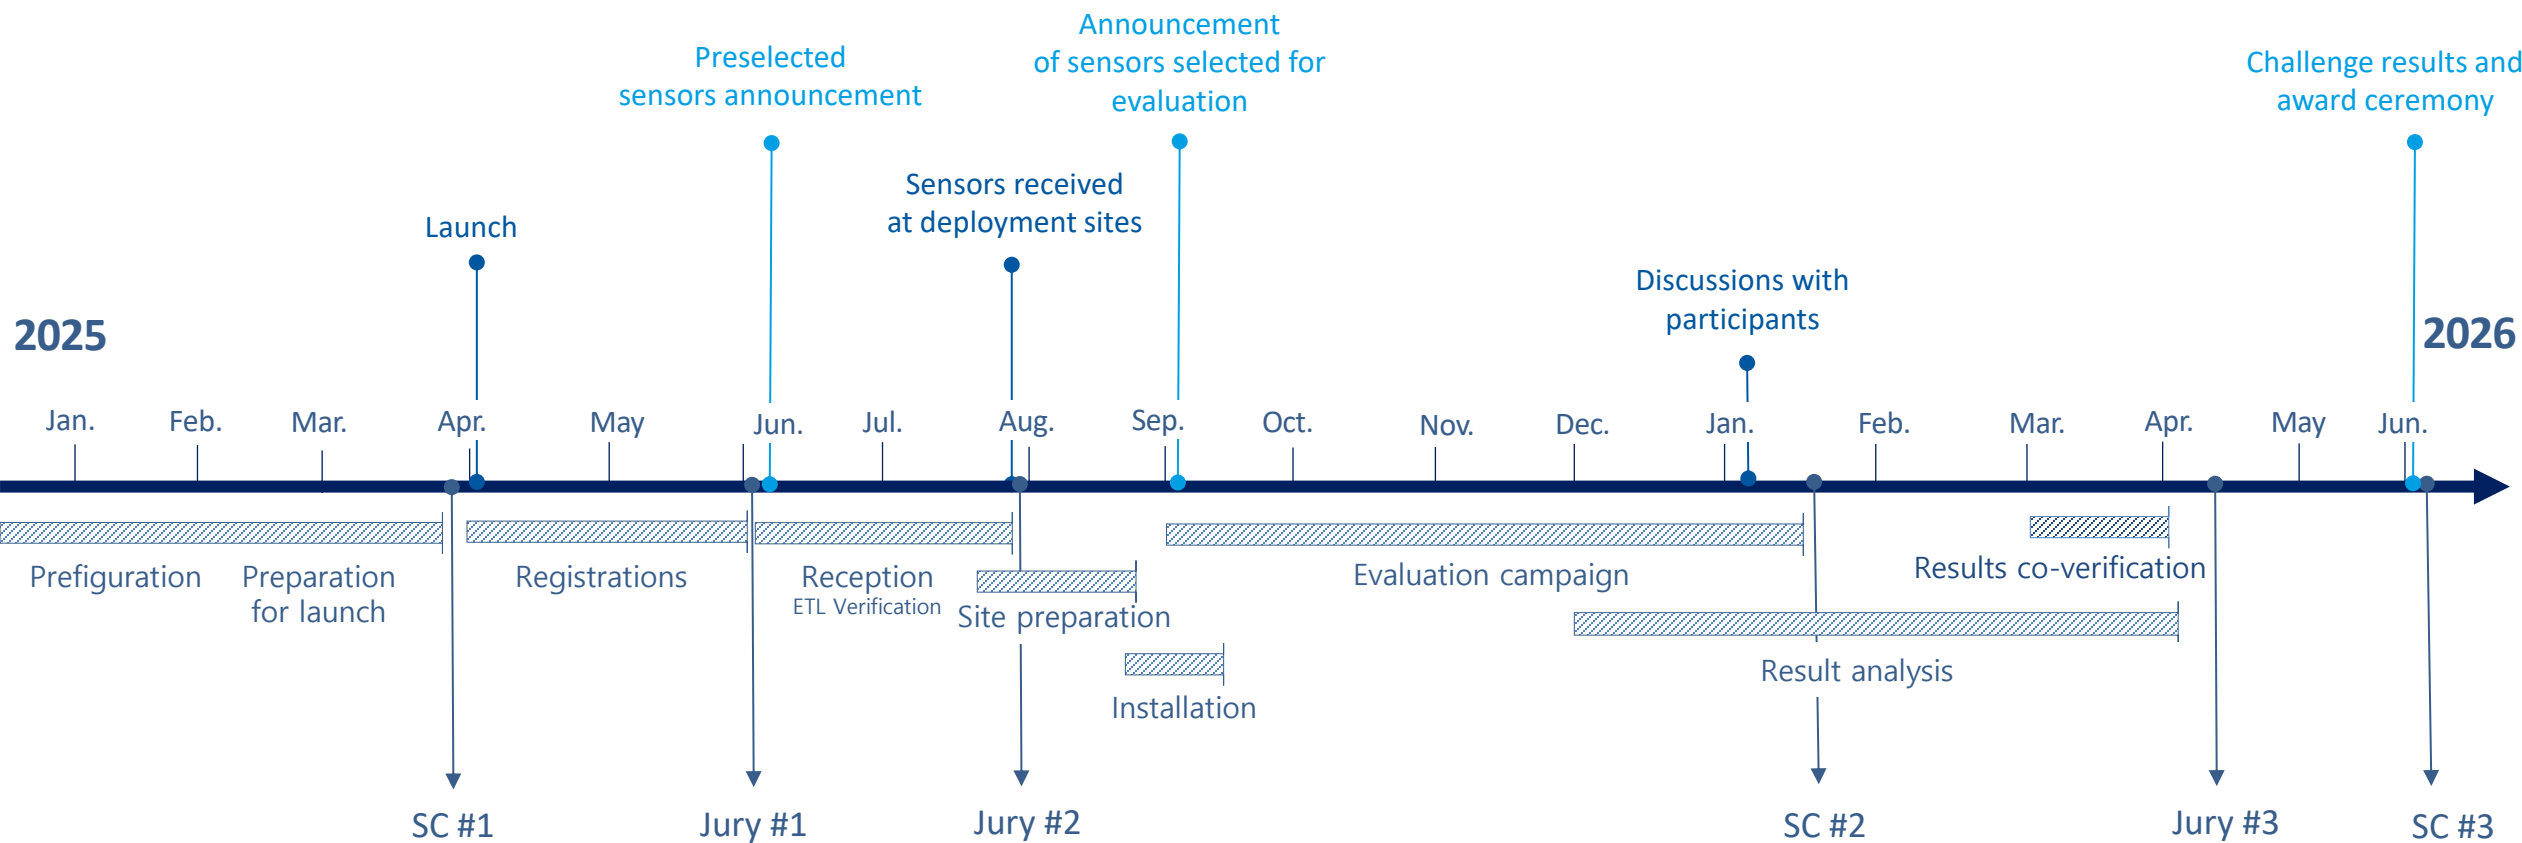 Announcement
of sensors selected for
evaluation
Preselected
sensors announcement
Challenge results and
award ceremony
Sensors received
at deployment sites
Launch
Discussions with
participants
2025
2026
Jan.
Feb.
Mar.
Apr.
May
Jun.
Jul.
Aug.
Sep.
Oct.
Nov.
Dec.
Jan.
Feb.
Mar.
Apr.
May
Jun.
Prefiguration
Preparation
for launch
Registrations
Reception
ETL Verification
Site preparation
Installation
Evaluation campaign
Results co-verification
Result analysis
SC #1
Jury #1
Jury #2
SC #2
Jury #3
SC #3